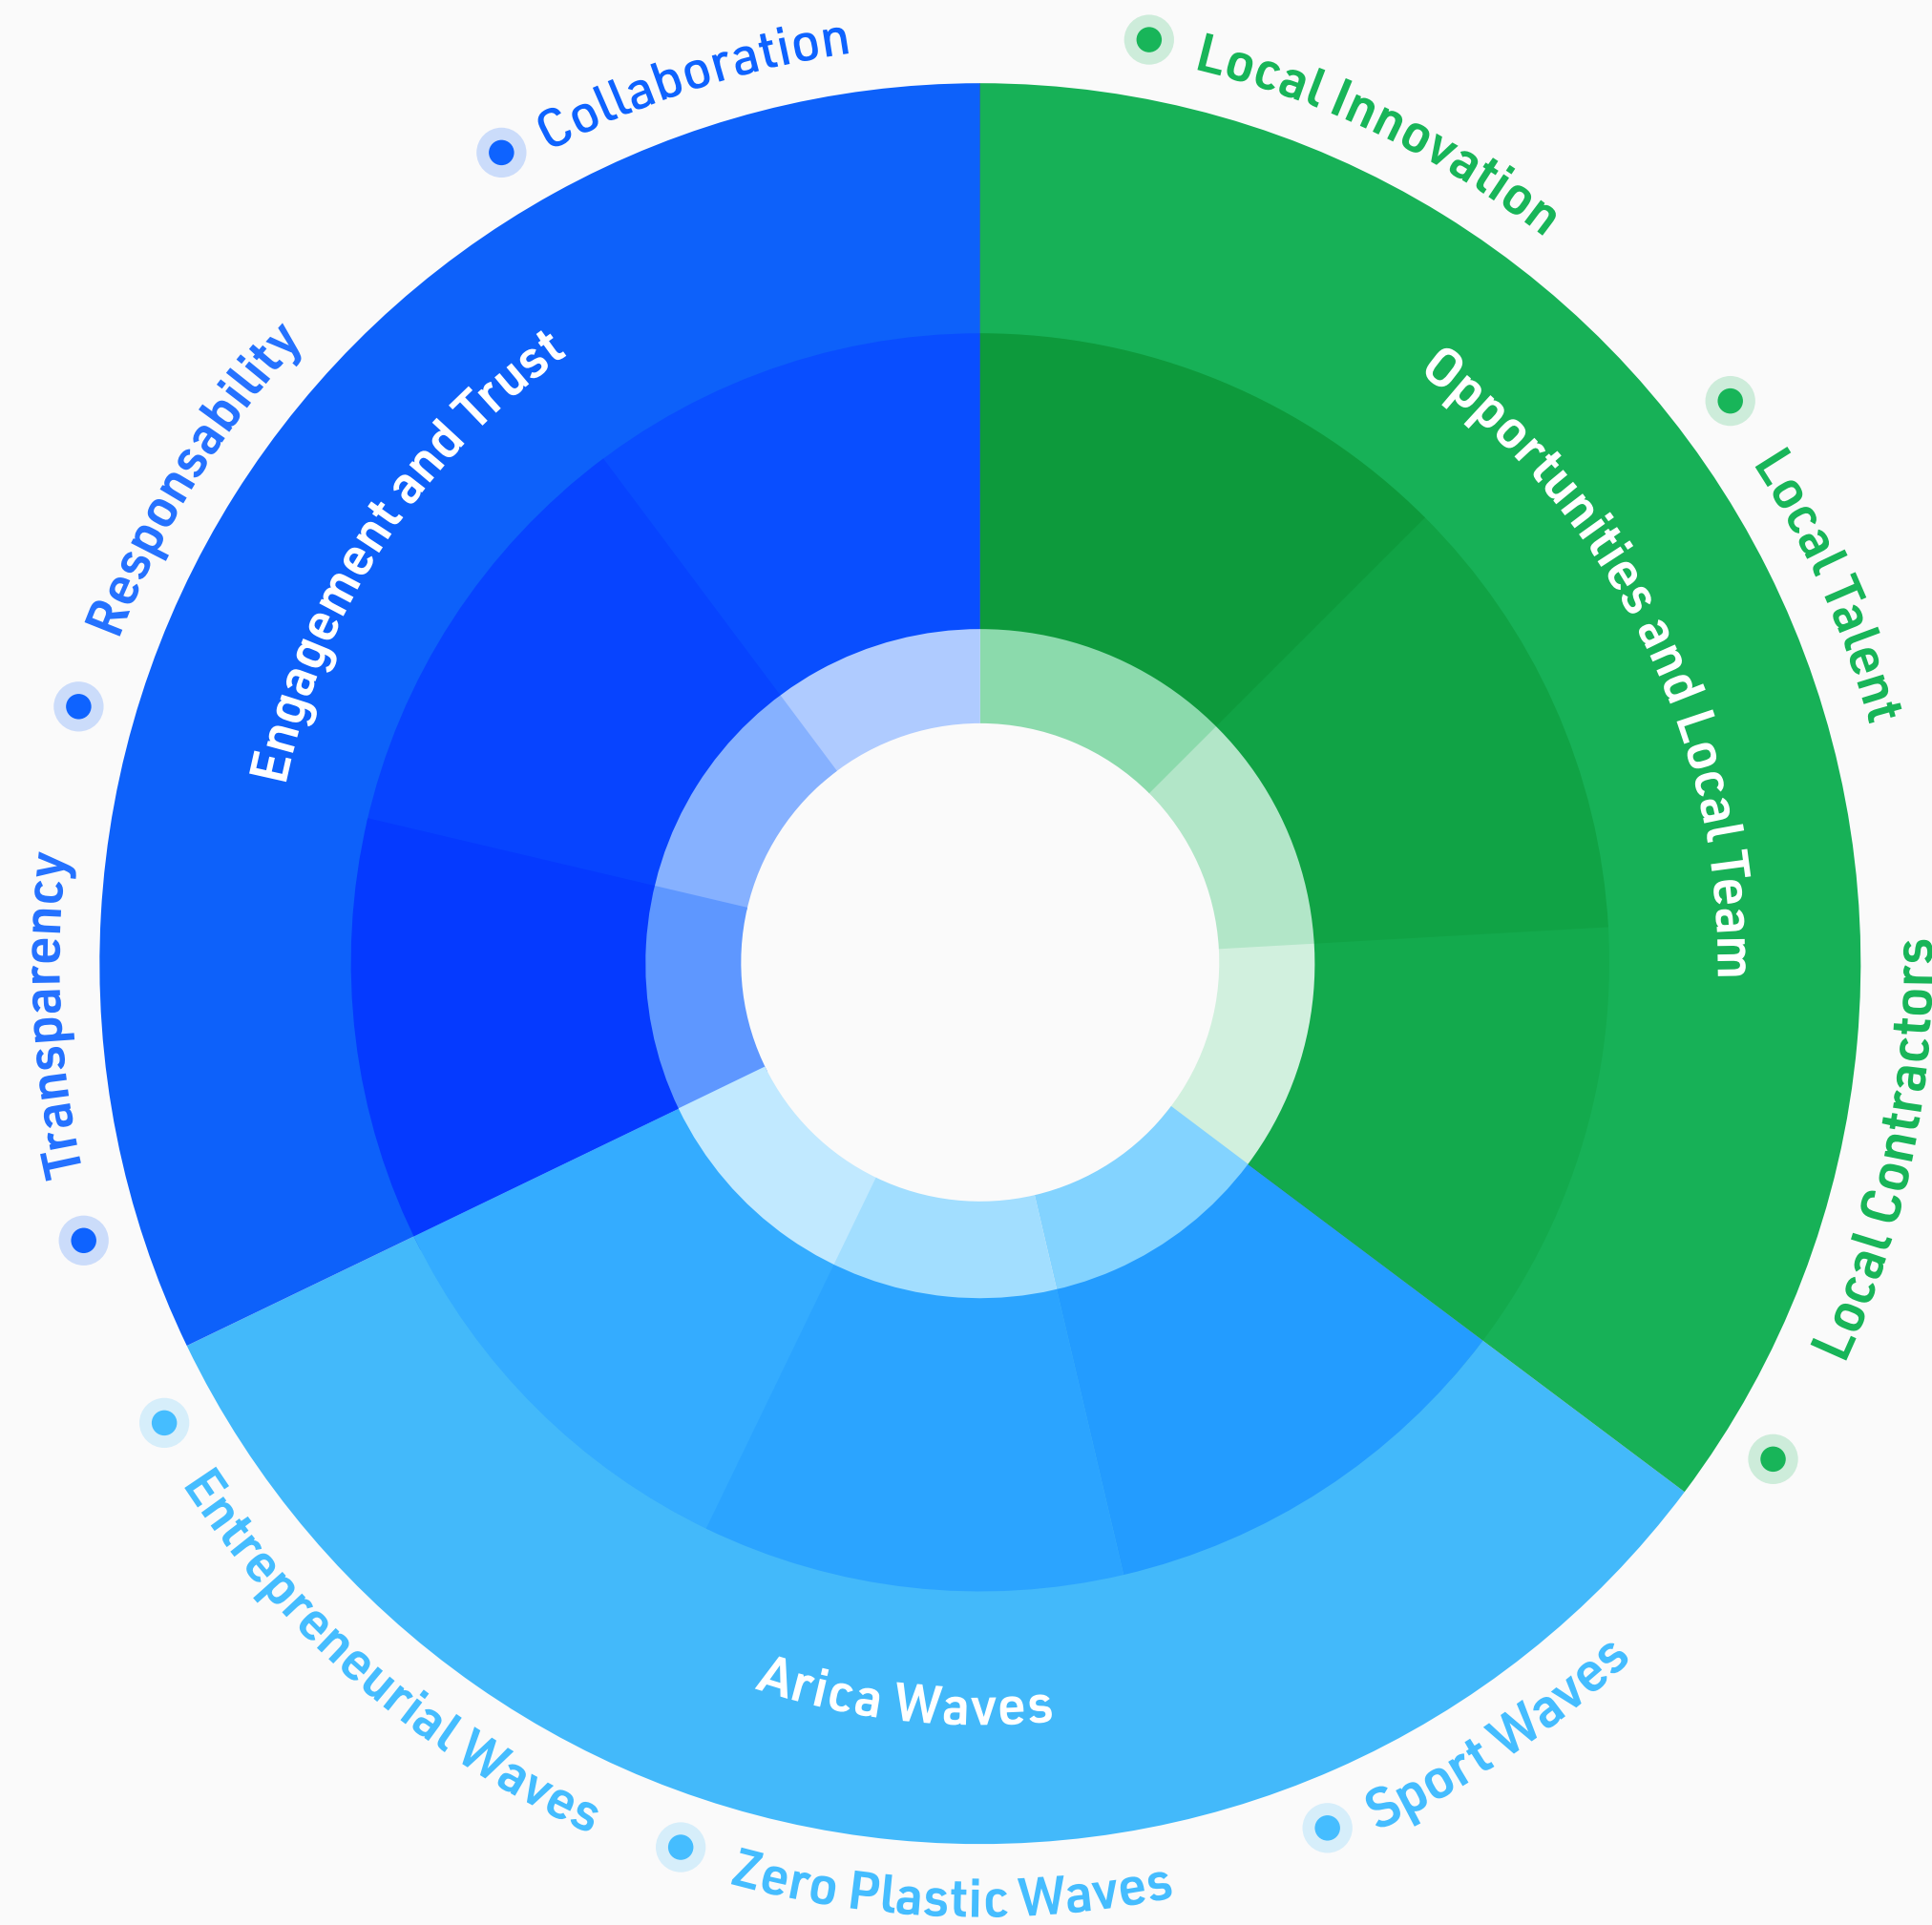 Collaboration
Local Innovation
Responsability
Engagement and Trust
Opportunities and Local Team
Local Talent
Transparency
Local Contractors
Entrepreneurial Waves
Arica Waves
Sport Waves
Zero Plastic Waves